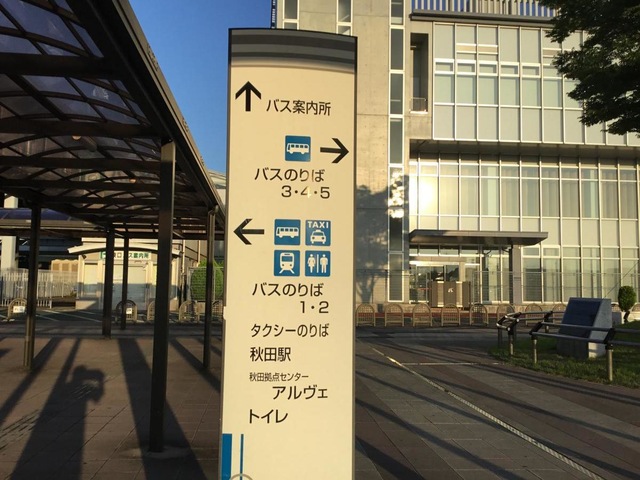 バス案内所
バスのりば
3・4・5
TAXI
バスのりば
1・2
タクシーのりば
秋田駅
秋田拠点センター
アルヴェ
トイレ